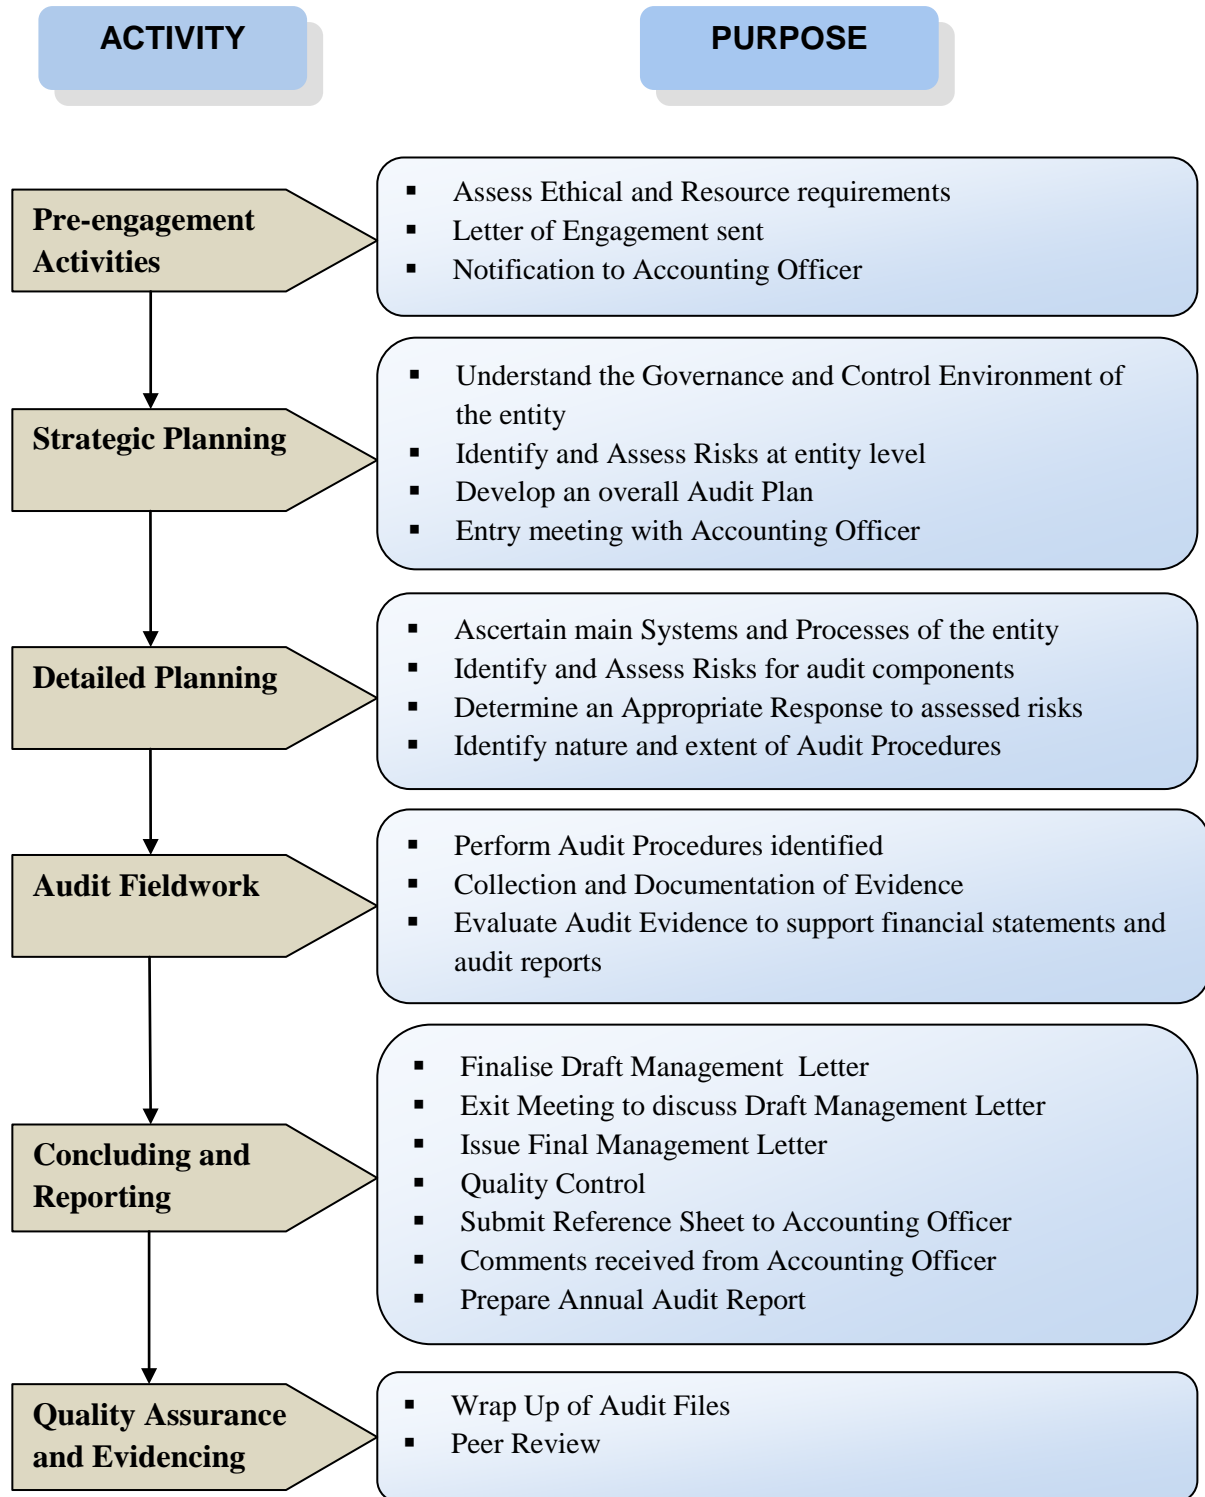 ACTIVITY
PURPOSE
Pre-engagement
Activities
▪ Assess Ethical and Resource requirements
▪ Letter of Engagement sent
▪ Notification to Accounting Officer
Strategic Planning
▪ Understand the Governance and Control Environment of
the entity
▪ Identify and Assess Risks at entity level
▪ Develop an overall Audit Plan
▪ Entry meeting with Accounting Officer
Detailed Planning
▪ Ascertain main Systems and Processes of the entity
▪ Identify and Assess Risks for audit components
▪ Determine an Appropriate Response to assessed risks
▪ Identify nature and extent of Audit Procedures
Audit Fieldwork
▪ Perform Audit Procedures identified
▪ Collection and Documentation of Evidence
▪ Evaluate Audit Evidence to support financial statements and
audit reports
Concluding and
Reporting
▪ Finalise Draft Management  Letter
▪ Exit Meeting to discuss Draft Management Letter
▪ Issue Final Management Letter
▪ Quality Control
▪ Submit Reference Sheet to Accounting Officer
▪ Comments received from Accounting Officer
▪ Prepare Annual Audit Report
Quality Assurance
and Evidencing
▪ Wrap Up of Audit Files
▪ Peer Review